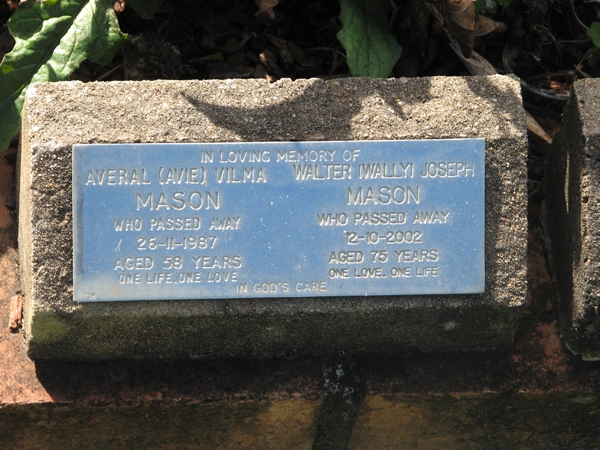 IN LOVING MEMORY OF
AVERAL (AVIE) VILMA
MASON
WHO PASSED AWAY
26-11-1987
AGED 58 YEARS
ONE LIFE, ONE LOVE
WALTER (WALLY) JOSEPH
MASON
WHO PASSED AWAY
12-10-2002
AGED 75 YEARS
ONE LOVE, ONE LIFE
IN GOD'S CARE